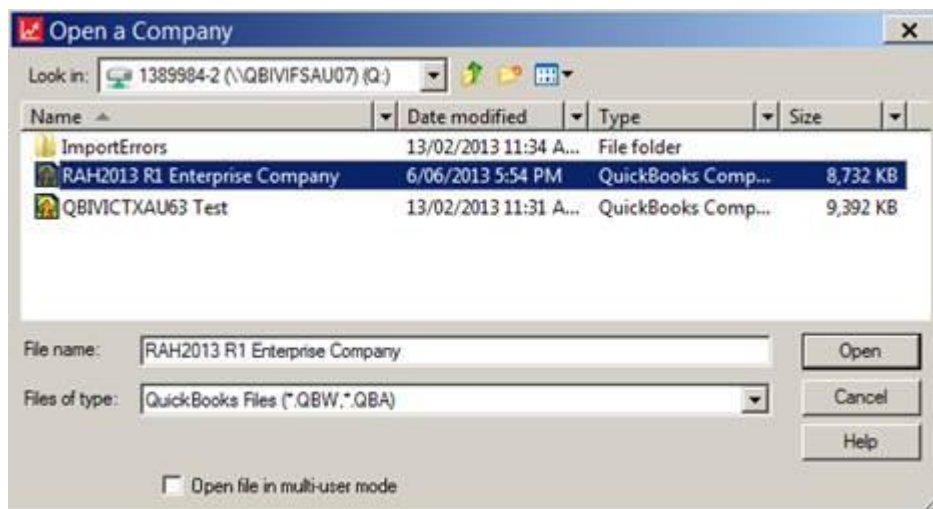 Open a Company
Look in: 1389984-2 (\\QBIVIFSAU07) (Q:)
Name Date modified Type Size
ImportErrors 13/02/2013 11:34 A... File folder
RAH2013 R1 Enterprise Company 6/06/2013 5:54 PM QuickBooks Comp... 8,732 KB
QBIVICTXAU63 Test 13/02/2013 11:31 A... QuickBooks Comp... 9,392 KB
File name: RAH2013 R1 Enterprise Company Open
Files of type: QuickBooks Files (*.QBW,*.QBA) Cancel
Help
Open file in multi-user mode